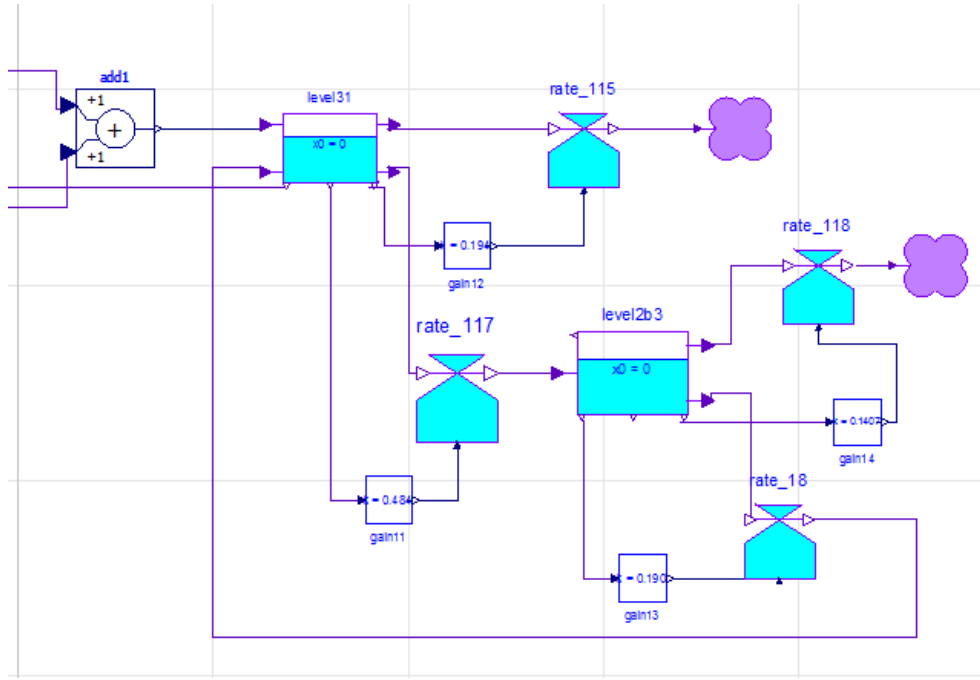 add1
+1
+
+1
level31
x0 = 0
rate_115
= 0.194
gain12
rate_118
rate_117
level2b3
x0 = 0
= 0.1407
gain14
= 0.484
gain11
rate_18
= 0.190
gain13